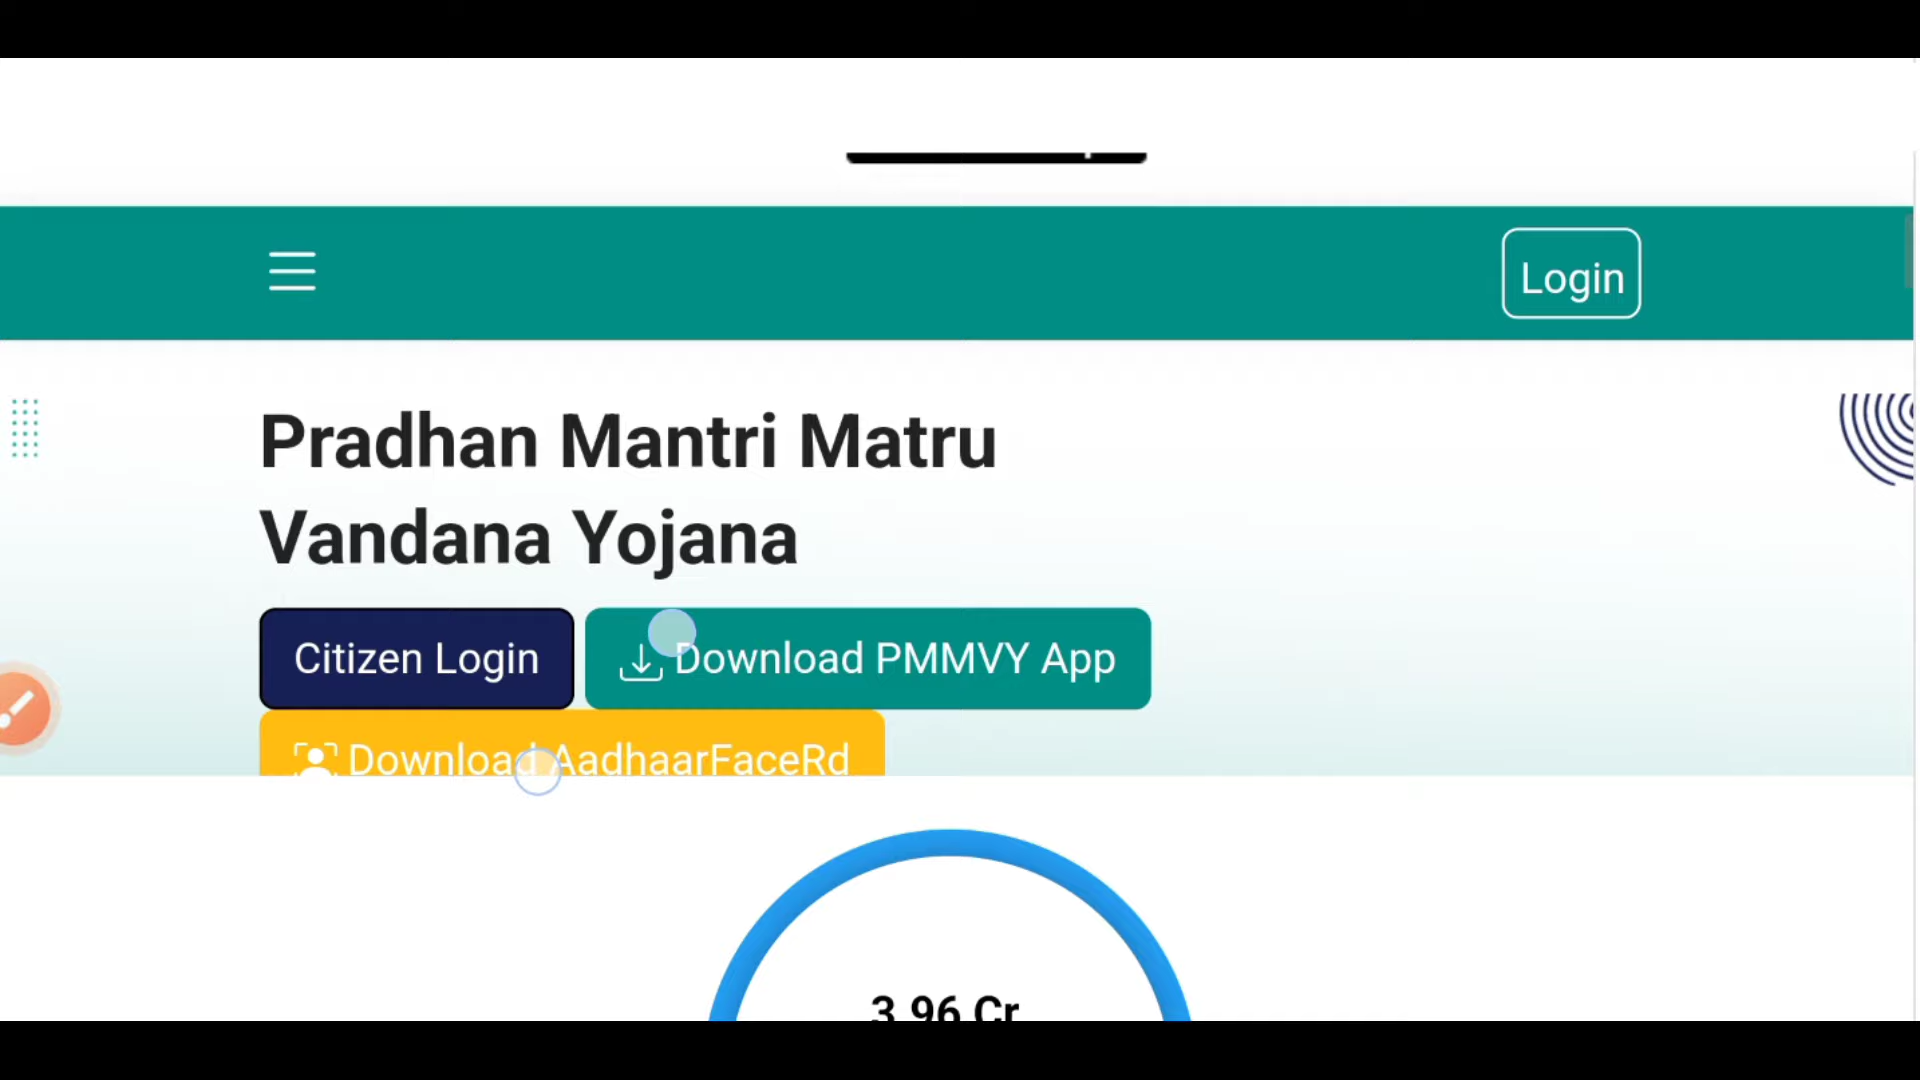 Login
Pradhan Mantri Matru
Vandana Yojana
Citizen Login
Download PMMVY App
Download AadhaarFaceRd
3.96 Cr